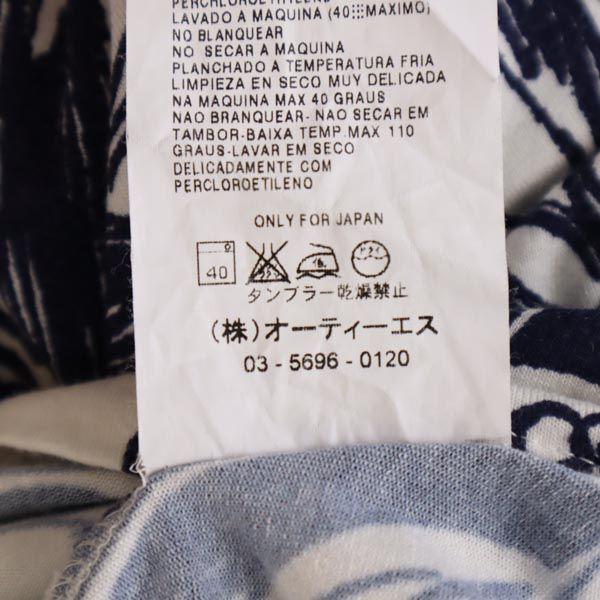 PERCHLOROETHYLENE
LAVADO A MAQUINA (40:::MAXIMO)
NO BLANQUEAR
NO SECAR A MAQUINA
PLANCHADO A TEMPERATURA FRIA
LIMPIEZA EN SECO MUY DELICADA
NA MAQUINA MAX 40 GRAUS
NAO BRANQUEAR- NAO SECAR EM
TAMBOR-BAIXA TEMP.MAX 110
GRAUS-LAVAR EM SECO
DELICADAMENTE COM
PERCLOROETILENO
ONLY FOR JAPAN
40
タンブラー乾燥禁止
(株)オーティーエス
03 - 5696 - 0120